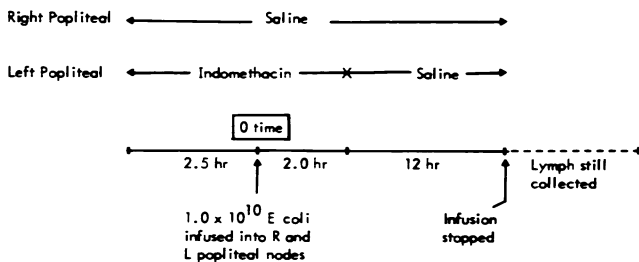 Right Popliteal Saline
Left Popliteal Indomethacin Saline
0 time
2.5 hr 2.0 hr 12 hr Lymph still
collected
1.0 x 10^10 E coli
infused into R and
L popliteal nodes
Infusion
stopped